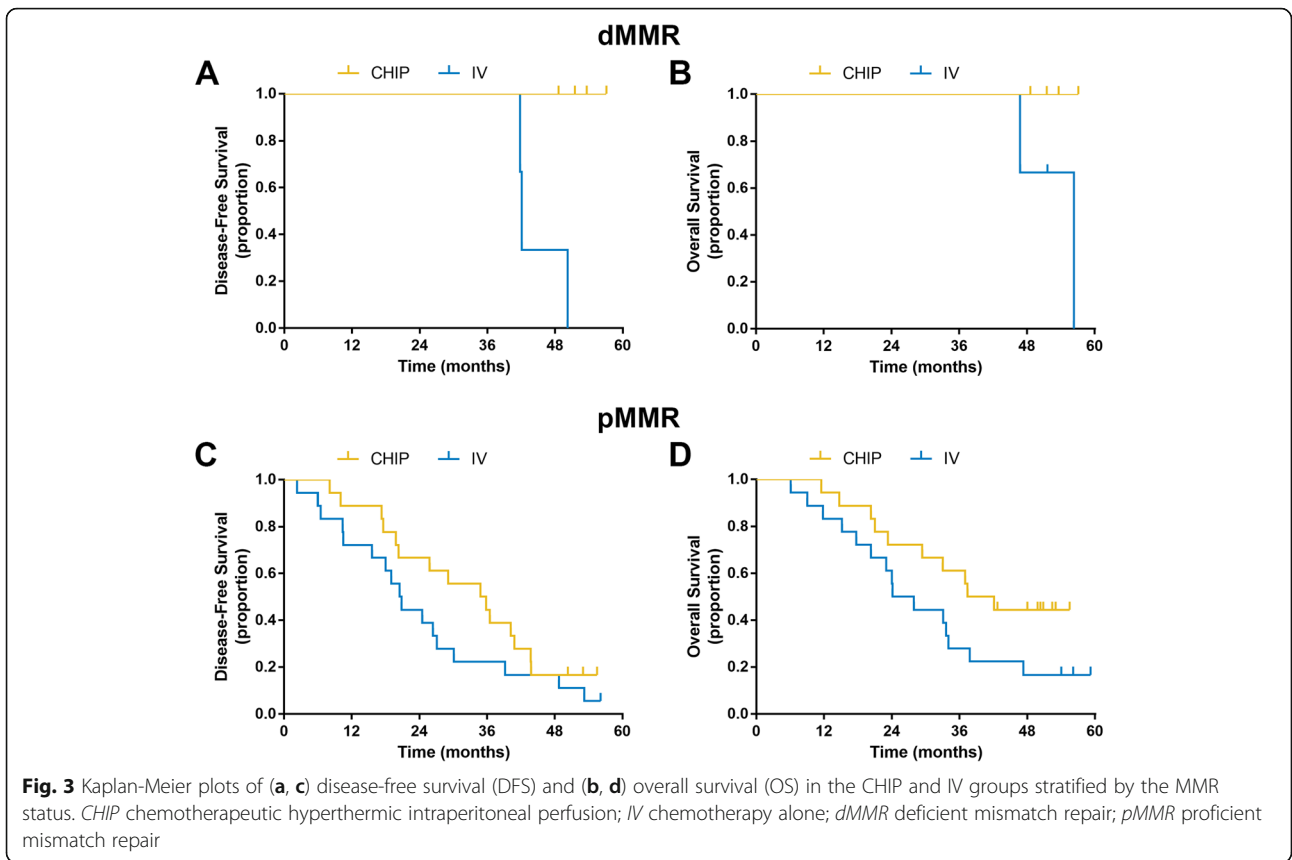 dMMR
A
CHIP IV
Disease-Free Survival
(proportion)
1.0
0.8
0.6
0.4
0.2
0.0
0 12 24 36 48 60
Time (months)
B
CHIP IV
Overall Survival
(proportion)
1.0
0.8
0.6
0.4
0.2
0.0
0 12 24 36 48 60
Time (months)
pMMR
C
CHIP IV
Disease-Free Survival
(proportion)
1.0
0.8
0.6
0.4
0.2
0.0
0 12 24 36 48 60
Time (months)
D
CHIP IV
Overall Survival
(proportion)
1.0
0.8
0.6
0.4
0.2
0.0
0 12 24 36 48 60
Time (months)
Fig. 3 Kaplan-Meier plots of (a, c) disease-free survival (DFS) and (b, d) overall survival (OS) in the CHIP and IV groups stratified by the MMR
status. CHIP chemotherapeutic hyperthermic intraperitoneal perfusion; IV chemotherapy alone; dMMR deficient mismatch repair; pMMR proficient
mismatch repair